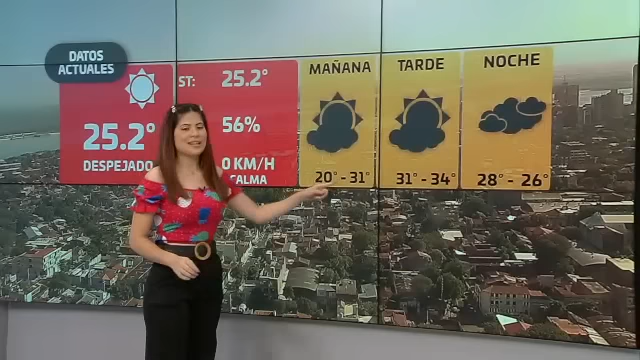 DATOS
ACTUALES
25.2°
DESPEJADO
ST: 25.2°
56%
0 KM/H
CALMA
MAÑANA
20° - 31°
TARDE
31° - 34°
NOCHE
28° - 26°